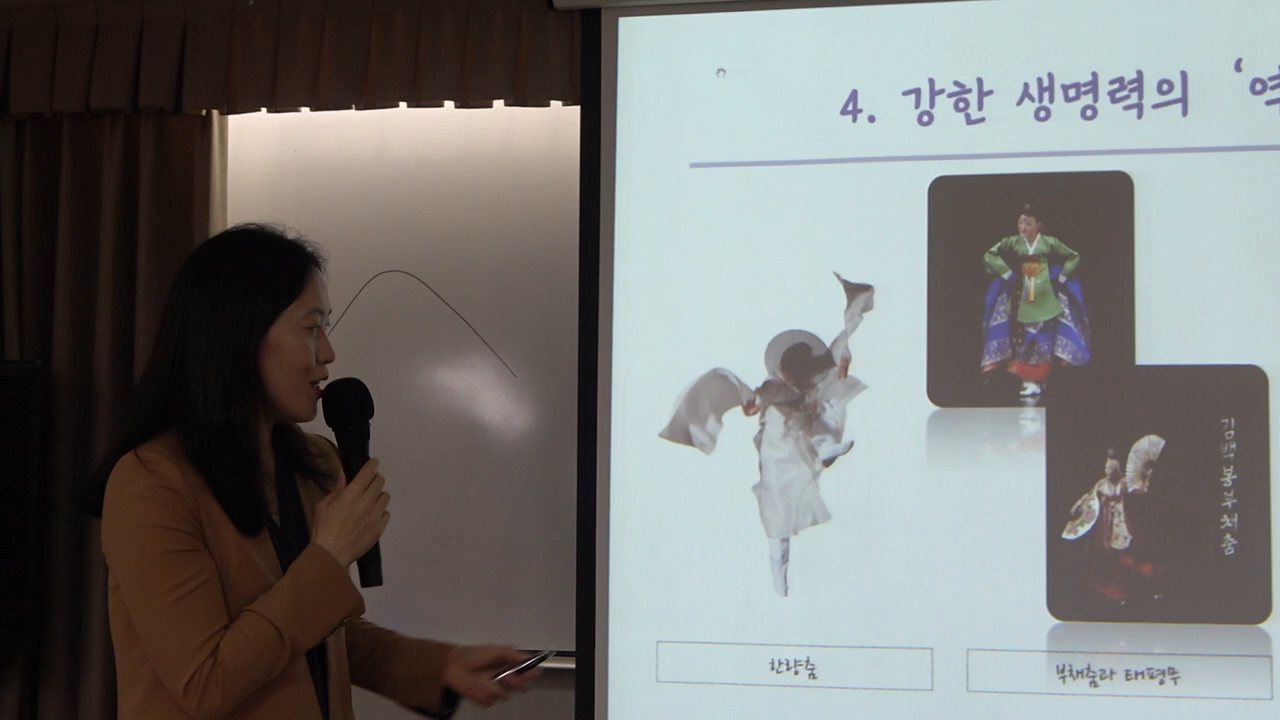 4. 강한 생명력의 ‘역
김백봉부채춤
한량춤
부채춤과 태평무